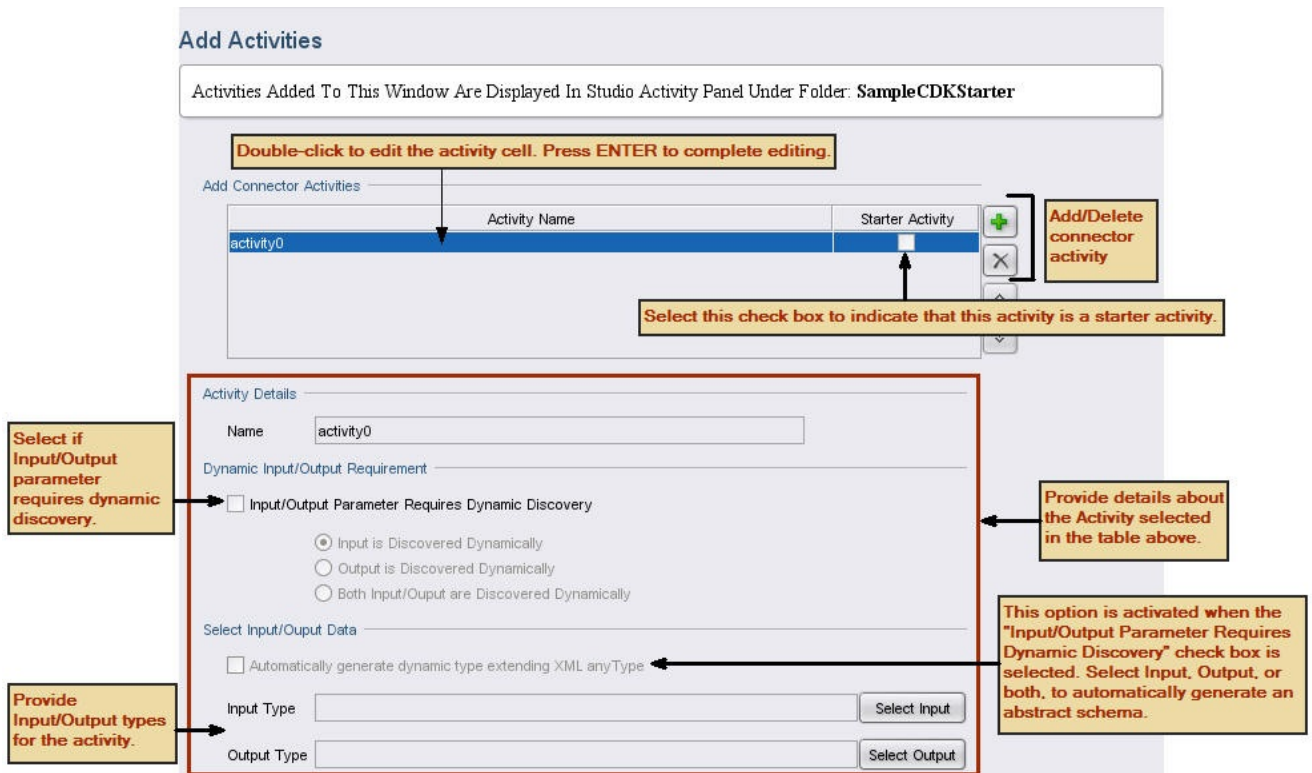 Add Activities
Activities Added To This Window Are Displayed In Studio Activity Panel Under Folder: SampleCDKStarter
Double-click to edit the activity cell. Press ENTER to complete editing.
Add Connector Activities
Activity Name
Starter Activity
activity0
Add/Delete
connector
activity
Select this check box to indicate that this activity is a starter activity.
Activity Details
Name
activity0
Select if
Input/Output
parameter
requires dynamic
discovery.
Dynamic Input/Output Requirement
Input/Output Parameter Requires Dynamic Discovery
Input is Discovered Dynamically
Output is Discovered Dynamically
Both Input/Ouput are Discovered Dynamically
Provide details about
the Activity selected
in the table above.
Select Input/Ouput Data
Automatically generate dynamic type extending XML anyType
This option is activated when the
"Input/Output Parameter Requires
Dynamic Discovery" check box is
selected. Select Input, Output, or
both, to automatically generate an
abstract schema.
Provide
Input/Output types
for the activity.
Input Type
Select Input
Output Type
Select Output